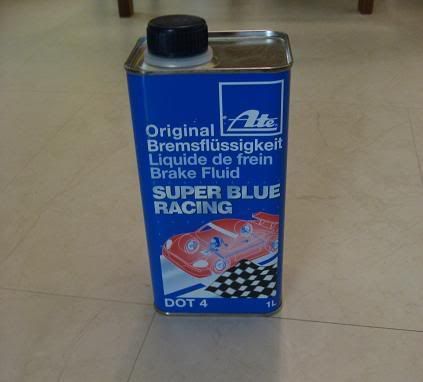 Ate
Original
Bremsflüssigkeit
Liquide de frein
Brake Fluid
SUPER BLUE
RACING
DOT 4
1L